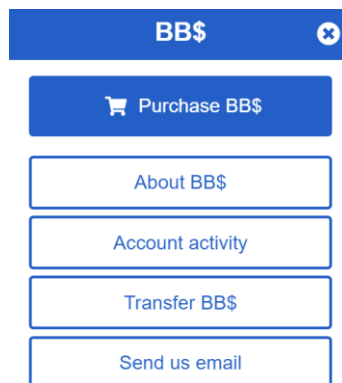 BB$
Purchase BB$
About BB$
Account activity
Transfer BB$
Send us email